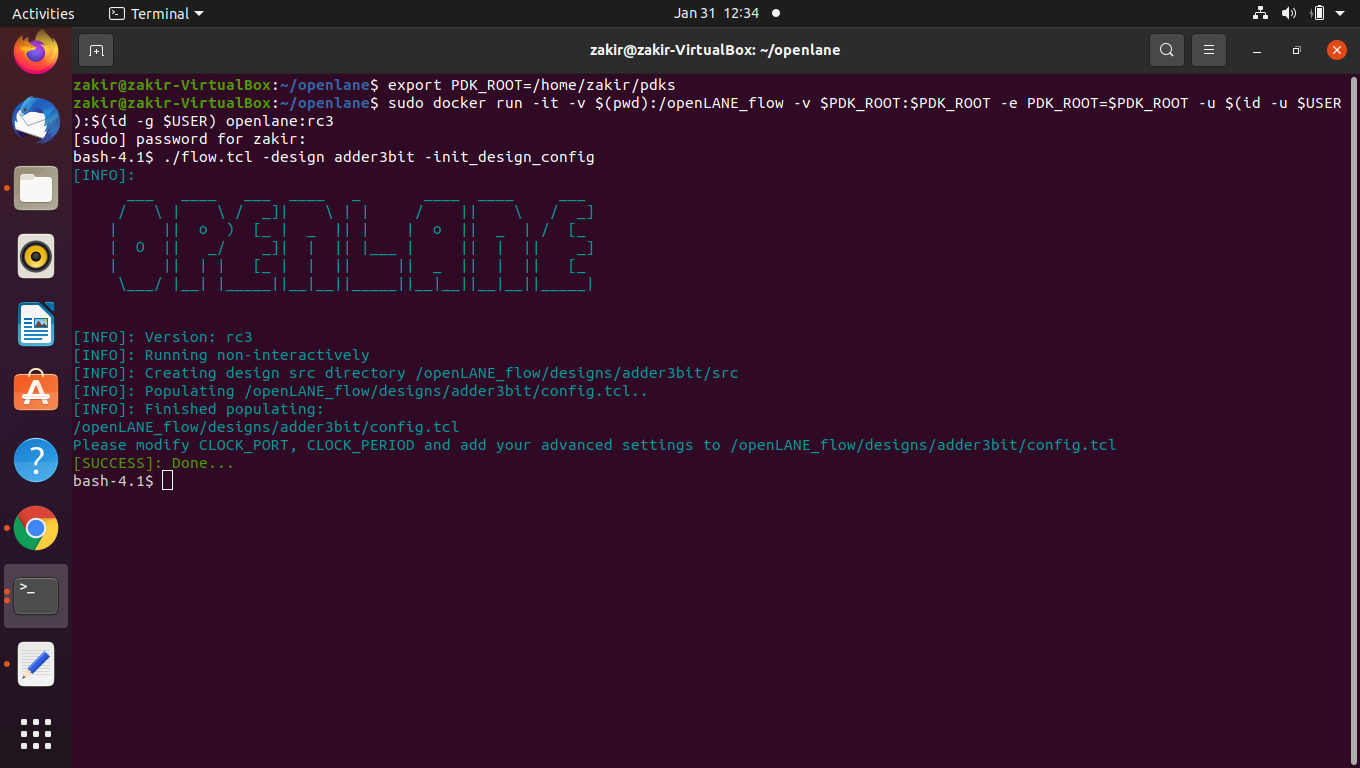 Activities Terminal Jan 31 12:34
zakir@zakir-VirtualBox: ~/openlane
zakir@zakir-VirtualBox:~/openlane$ export PDK_ROOT=/home/zakir/pdks
zakir@zakir-VirtualBox:~/openlane$ sudo docker run -it -v $(pwd):/openLANE_flow -v $PDK_ROOT:$PDK_ROOT -e PDK_ROOT=$PDK_ROOT -u $(id -u $USER
):$(id -g $USER) openlane:rc3
[sudo] password for zakir:
bash-4.1$ ./flow.tcl -design adder3bit -init_design_config
[INFO]:
OPENLANE
[INFO]: Version: rc3
[INFO]: Running non-interactively
[INFO]: Creating design src directory /openLANE_flow/designs/adder3bit/src
[INFO]: Populating /openLANE_flow/designs/adder3bit/config.tcl..
[INFO]: Finished populating:
/openLANE_flow/designs/adder3bit/config.tcl
Please modify CLOCK_PORT, CLOCK_PERIOD and add your advanced settings to /openLANE_flow/designs/adder3bit/config.tcl
[SUCCESS]: Done...
bash-4.1$